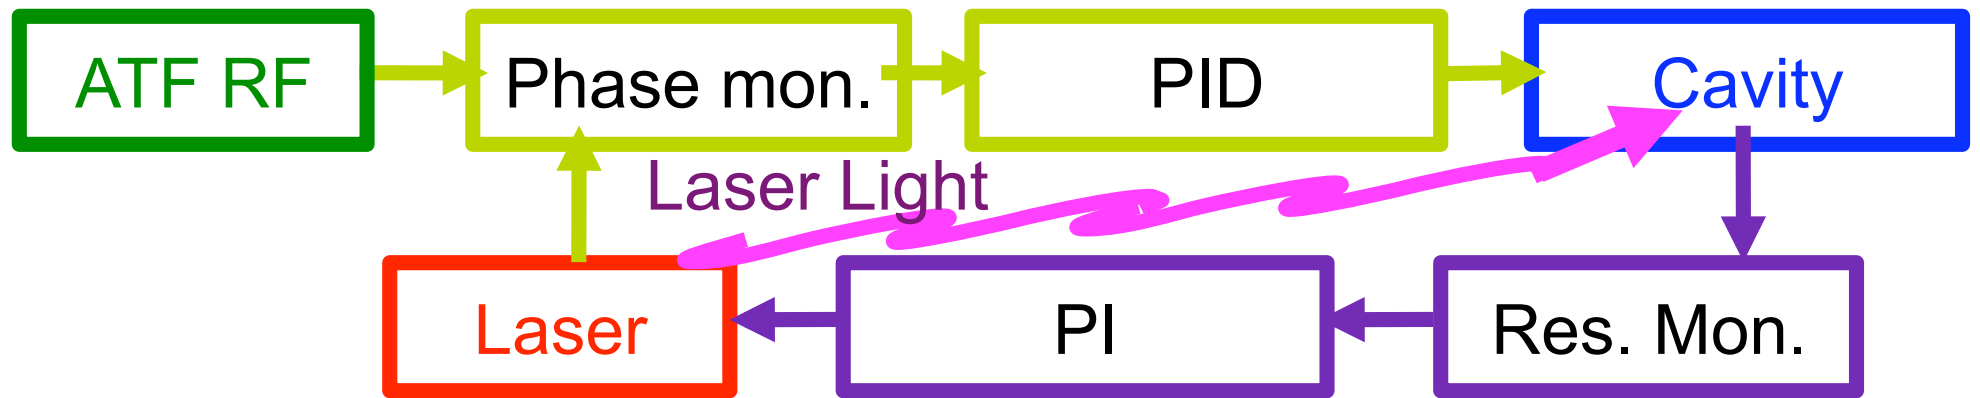 ATF RF
Phase mon.
PID
Cavity
Laser Light
Laser
PI
Res. Mon.